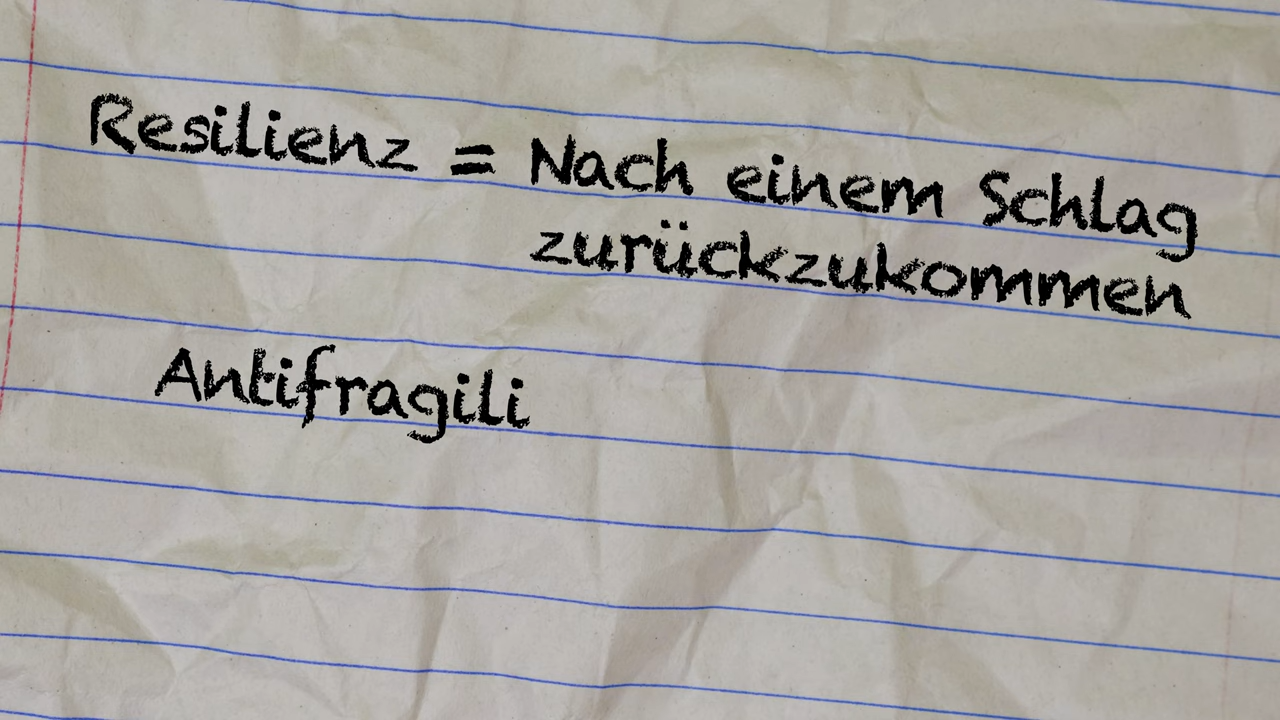 Resilienz = Nach einem Schlag
zurückzukommen
Antifragili